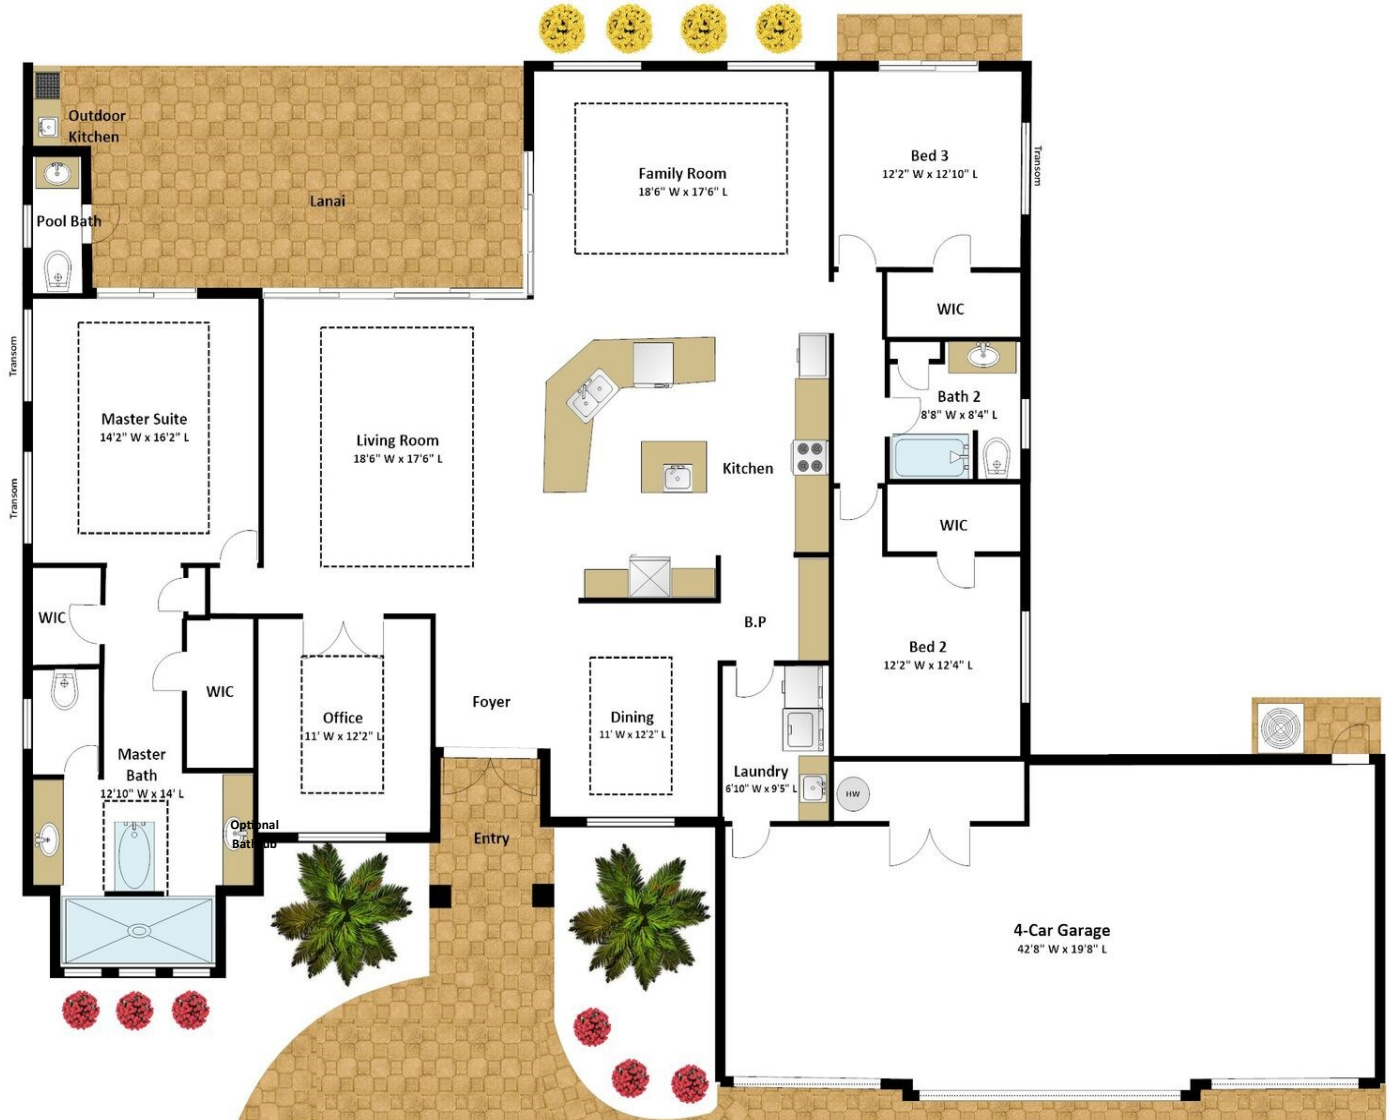 Outdoor
Kitchen
Pool Bath
Lanai
Family Room
18'6" W x 17'6" L
Bed 3
12'2" W x 12'10" L
Transom
WIC
Transom
Master Suite
14'2" W x 16'2" L
Transom
Living Room
18'6" W x 17'6" L
Kitchen
Bath 2
8'8" W x 8'4" L
WIC
WIC
WIC
B.P
Bed 2
12'2" W x 12'4" L
Foyer
Office
11' W x 12'2" L
Dining
11' W x 12'2" L
Master
Bath
12'10" W x 14' L
Laundry
6'10" W x 9'5" L
HW
Optional
Bathtub
Entry
4-Car Garage
42'8" W x 19'8" L